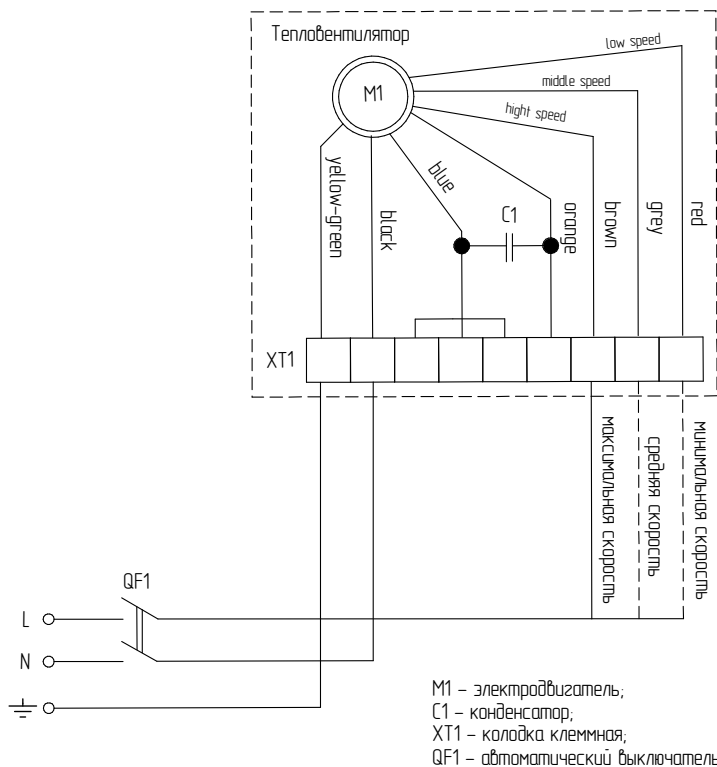 Тепловентилятор
low speed
M1
middle speed
hight speed
yellow-green
black
blue
C1
orange
brown
grey
red
XT1
максимальная скорость
средняя скорость
минимальная скорость
QF1
L
N
M1 – электродвигатель;
C1 – конденсатор;
XT1 – колодка клеммная;
QF1 – автоматический выключатель